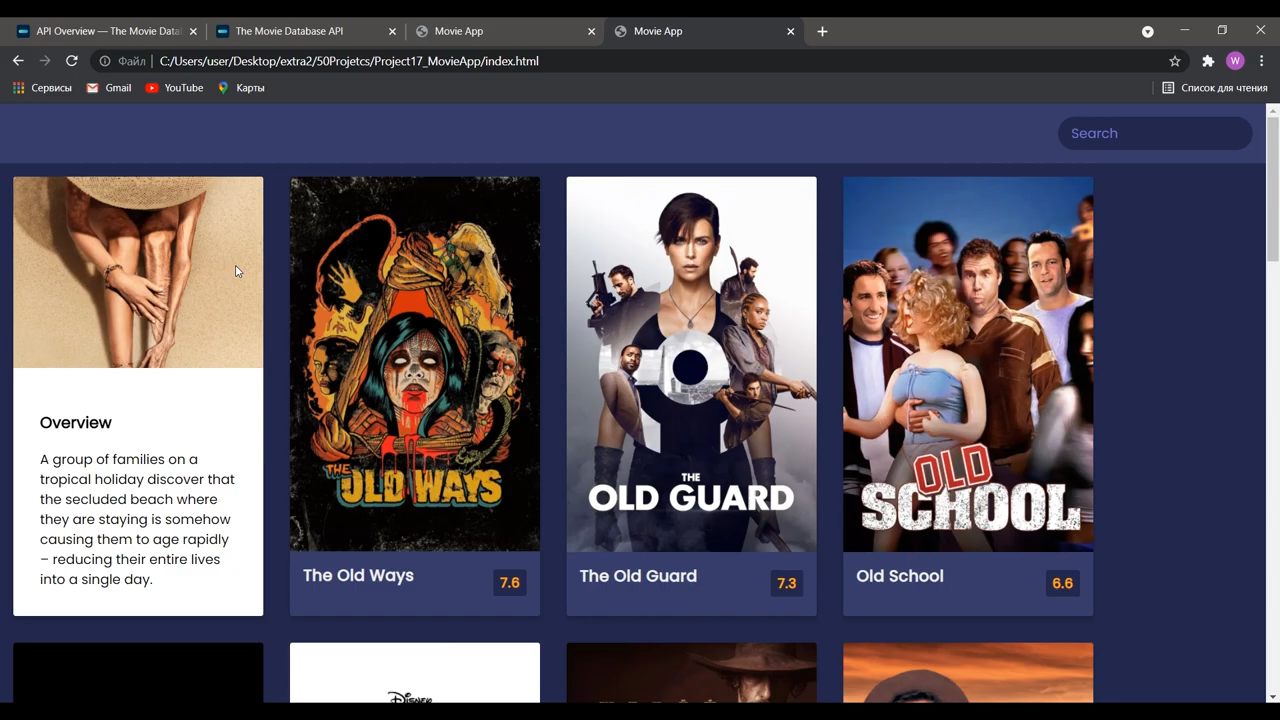 API Overview — The Movie Datal
The Movie Database API
Movie App
Movie App
Файл
C:/Users/user/Desktop/extra2/50Projetcs/Project17_MovieApp/index.html
W
Сервисы
Gmail
YouTube
Карты
Список для чтения
Search
Overview
A group of families on a
tropical holiday discover that
the secluded beach where
they are staying is somehow
causing them to age rapidly
– reducing their entire lives
into a single day.
THE
OLD WAYS
The Old Ways
7.6
THE
OLD GUARD
The Old Guard
7.3
OLD
SCHOOL
Old School
6.6
Disney